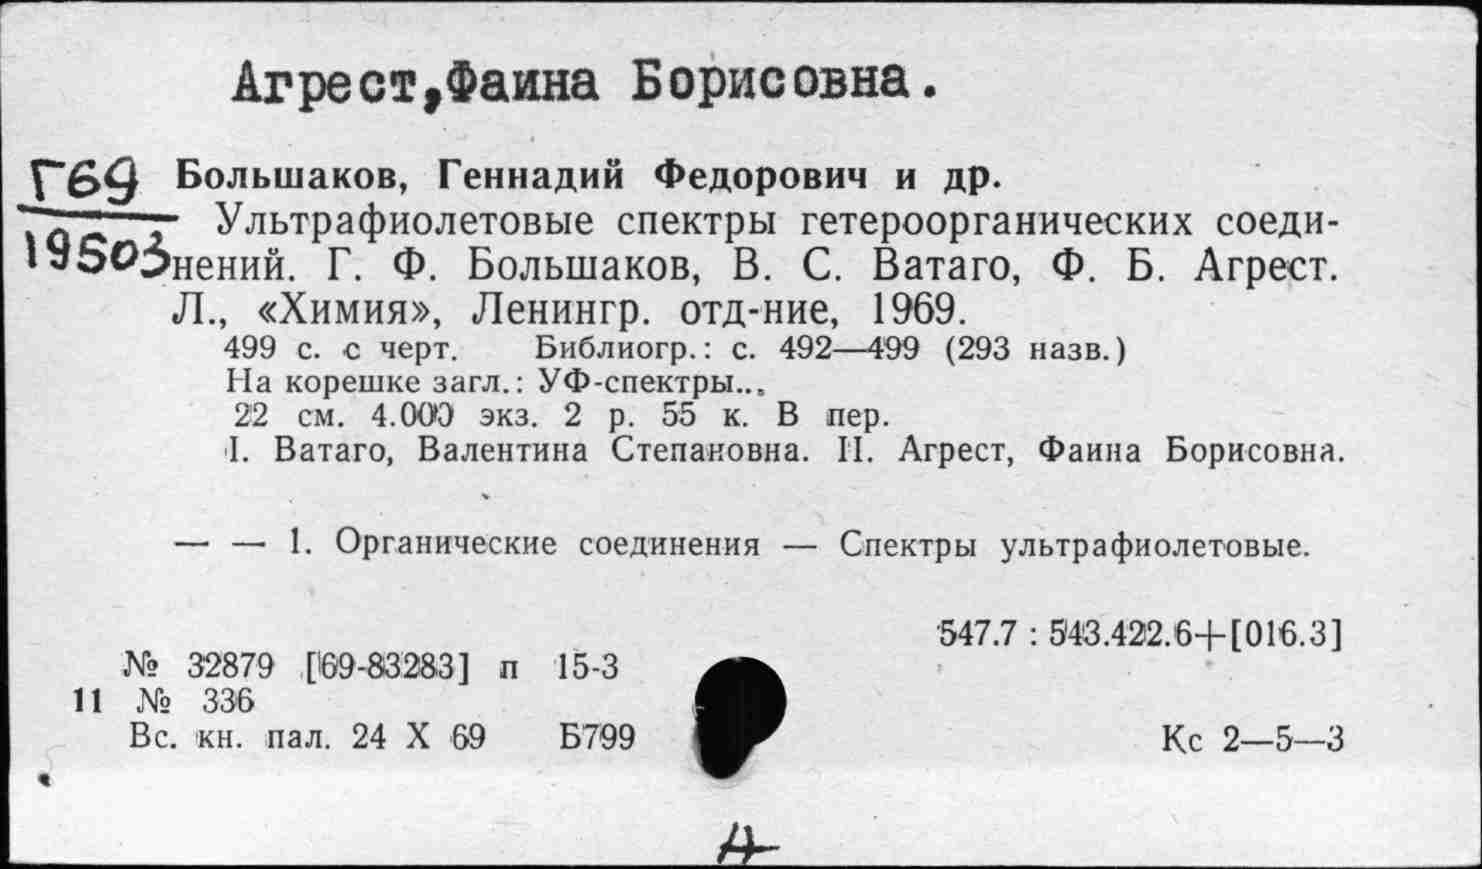 Агрест,Фаина Борисовна.
Г69 Большаков, Геннадий Федорович и др.
Ультрафиолетовые спектры гетероорганических соеди-
19503 нений. Г. Ф. Большаков, В. С. Ватаго, Ф. Б. Агрест.
Л., «Химия», Ленингр. отд-ние, 1969.
499 с. с черт. Библиогр.: с. 492—499 (293 назв.)
На корешке загл.: УФ-спектры...
22 см. 4.000 экз. 2 р. 55 к. В пер.
I. Ватаго, Валентина Степановна. II. Агрест, Фаина Борисовна.
— — 1. Органические соединения — Спектры ультрафиолетовые.
547.7 : 543.422.6+[016.3]
№ 32879 [69-83283] п 15-3
11 № 336
Вс. кн. пал. 24 X 69 Б799 Кс 2—5—3
А